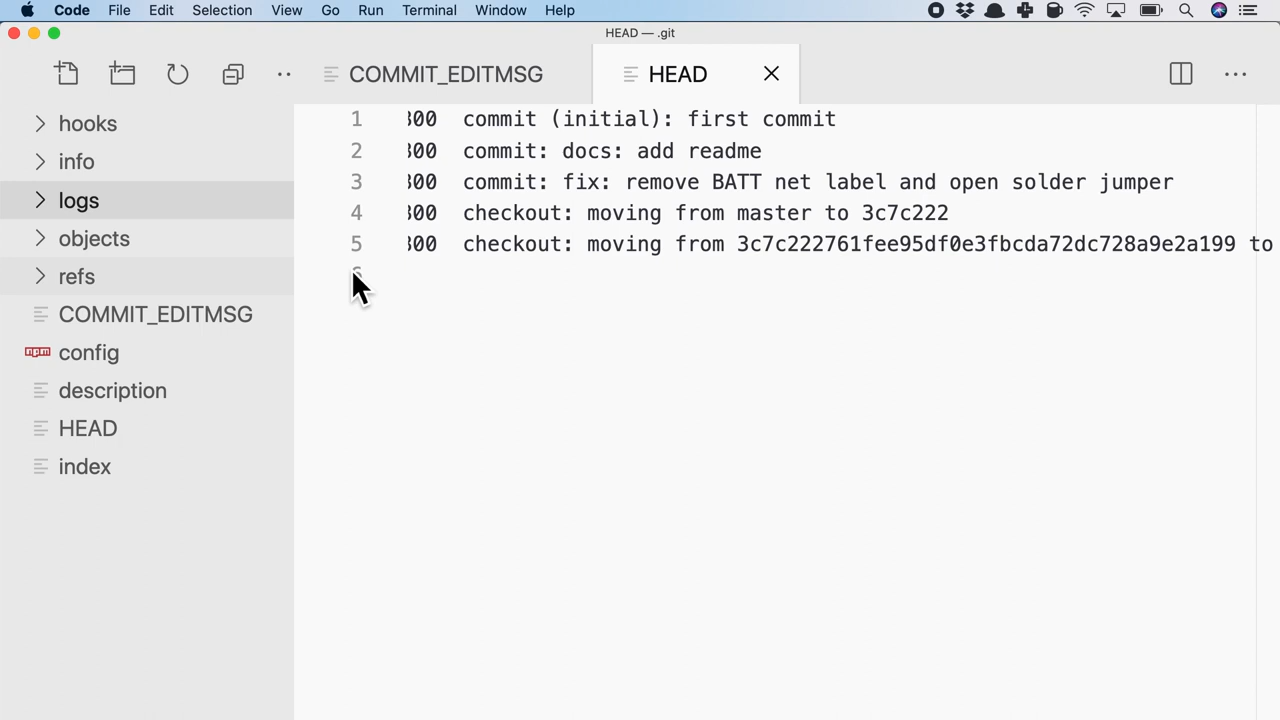 Code File Edit Selection View Go Run Terminal Window Help
HEAD — .git
COMMIT_EDITMSG
HEAD
hooks
info
logs
objects
refs
COMMIT_EDITMSG
config
description
HEAD
index
1 300 commit (initial): first commit
2 300 commit: docs: add readme
3 300 commit: fix: remove BATT net label and open solder jumper
4 300 checkout: moving from master to 3c7c222
5 300 checkout: moving from 3c7c222761fee95df0e3fbcda72dc728a9e2a199 to